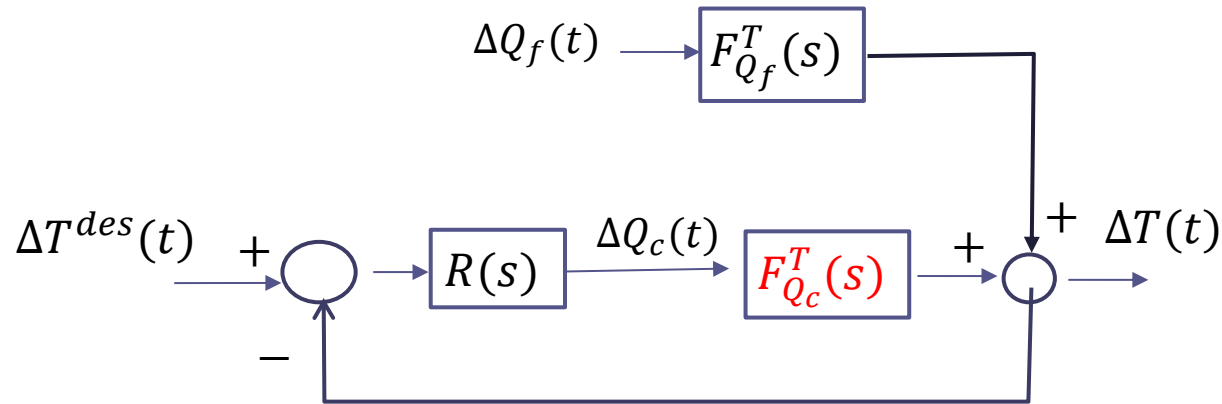 ΔQ_f(t)
F_{Q_f}^T(s)
ΔT^{des}(t)
+
R(s)
ΔQ_c(t)
F_{Q_c}^T(s)
+
+
ΔT(t)
−